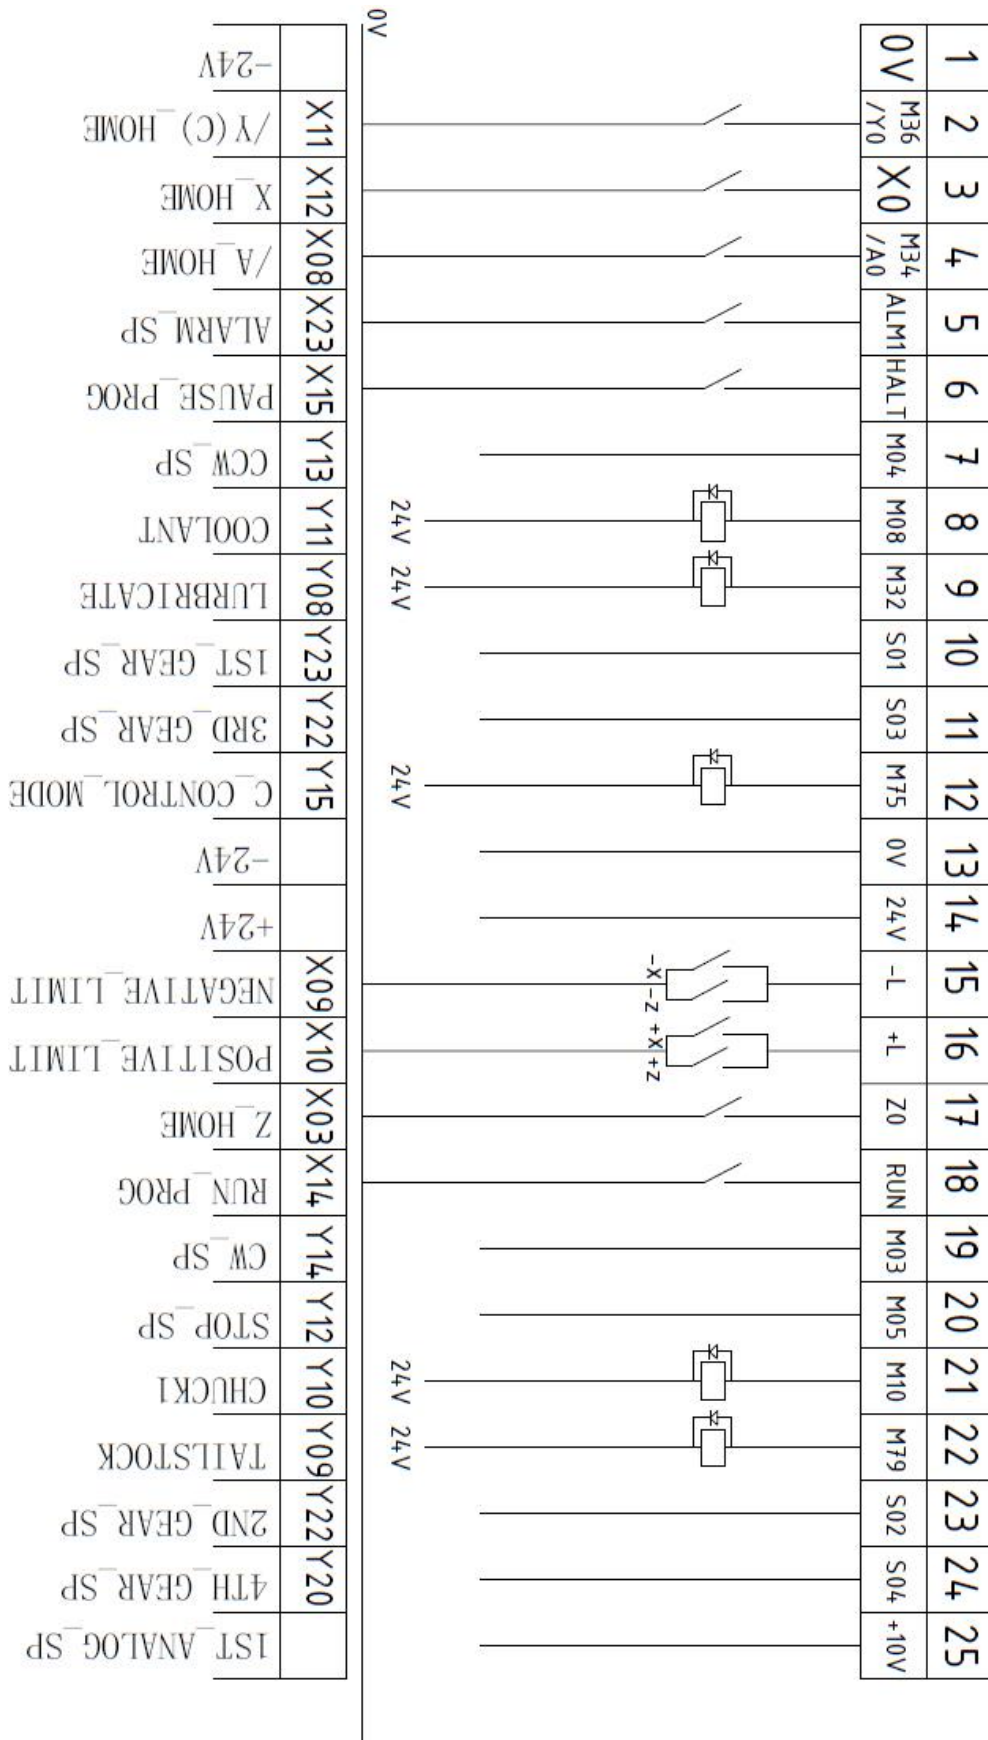 0V
-24V 0V 1
/Y(C)_HOME X11 M36 /Y0 2
X_HOME X12 X0 3
/A_HOME X08 M34 /A0 4
ALARM_SP X23 ALM1 5
PAUSE_PROG X15 HALT 6
CCW_SP Y13 M04 7
COOLANT Y11 24V M08 8
LURBRICATE Y08 24V M32 9
1ST_GEAR_SP Y23 S01 10
3RD_GEAR_SP Y22 S03 11
C_CONTROL_MODE Y15 24V M75 12
-24V 0V 13
+24V 24V 14
NEGATIVE_LIMIT X09 -X -Z -L 15
POSITIVE_LIMIT X10 +X +Z +L 16
Z_HOME X03 Z0 17
RUN_PROG X14 RUN 18
CW_SP Y14 M03 19
STOP_SP Y12 M05 20
CHUCK1 Y10 24V M10 21
TAILSTOCK Y09 24V M79 22
2ND_GEAR_SP Y22 S02 23
4TH_GEAR_SP Y20 S04 24
1ST_ANALOG_SP +10V 25